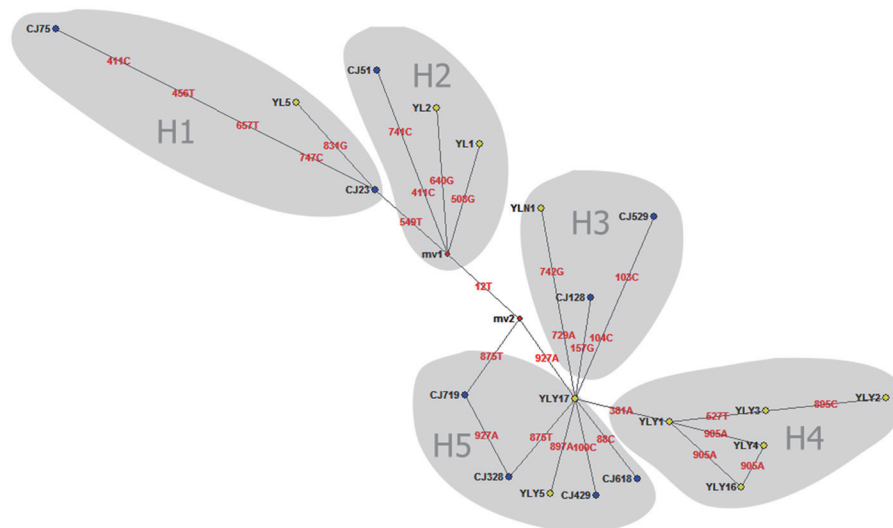 CJ75
411C
456T
657T
747C
YL5
831G
CJ23
H1
CJ51
H2
YL2
YL1
741C
640G
411C
508G
549T
mv1
12T
mv2
YLN1
H3
CJ529
742G
103C
CJ128
729A
104C
157G
875T
927A
CJ719
YLY17
381A
YLY1
527T
YLY3
805C
YLY2
905A
YLY4
H4
905A
905A
YLY16
H5
927A
875T
897A
100C
88C
CJ328
YLY5
CJ429
CJ618